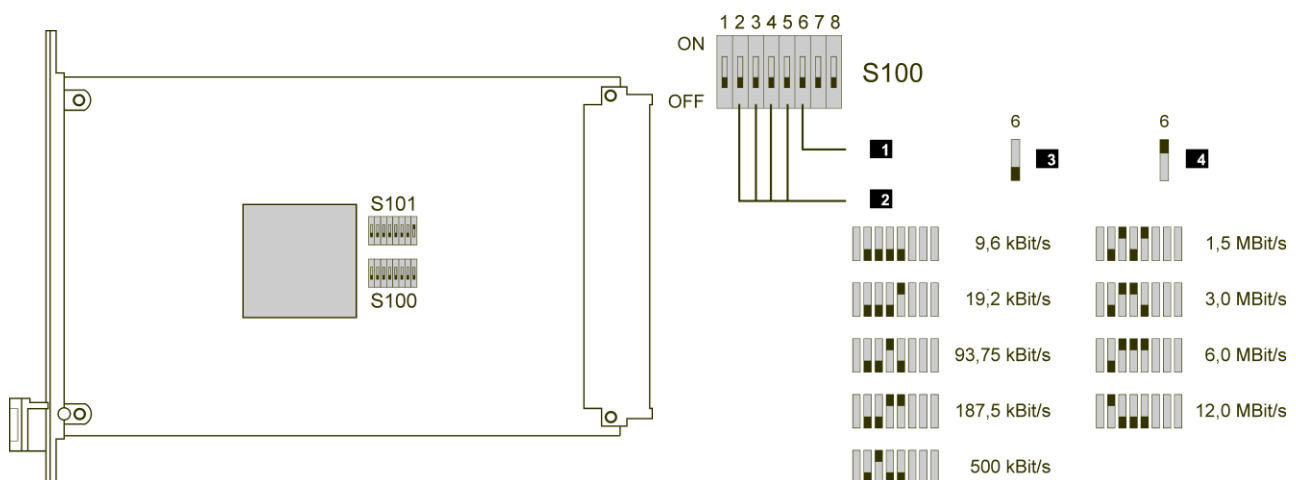 1 2 3 4 5 6 7 8
ON
S100
OFF
6
6
1
3
4
2
S101
S100
9,6 kBit/s
1,5 MBit/s
19,2 kBit/s
3,0 MBit/s
93,75 kBit/s
6,0 MBit/s
187,5 kBit/s
12,0 MBit/s
500 kBit/s